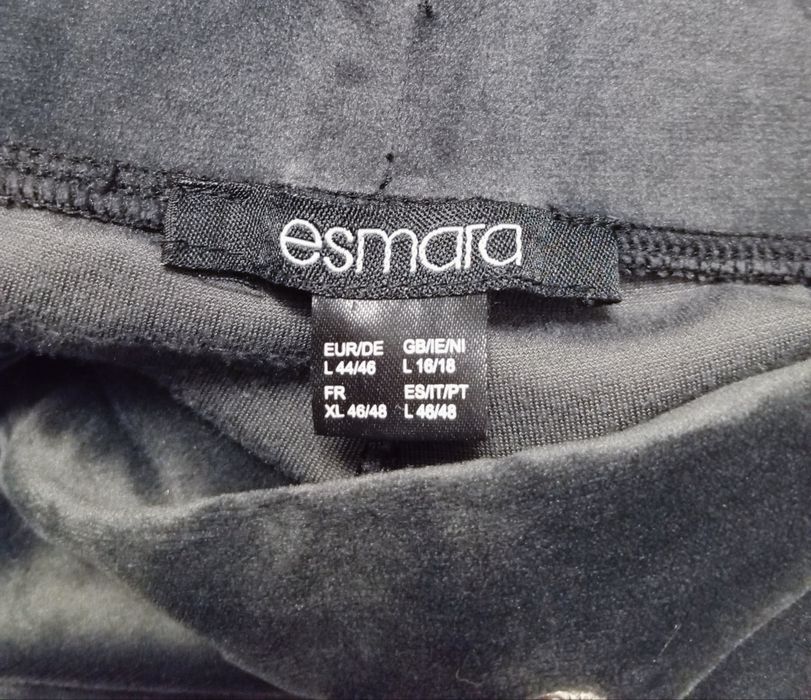 esmara
EUR/DE GB/IE/NI
L 44/46 L 16/18
FR ES/IT/PT
XL 46/48 L 46/48